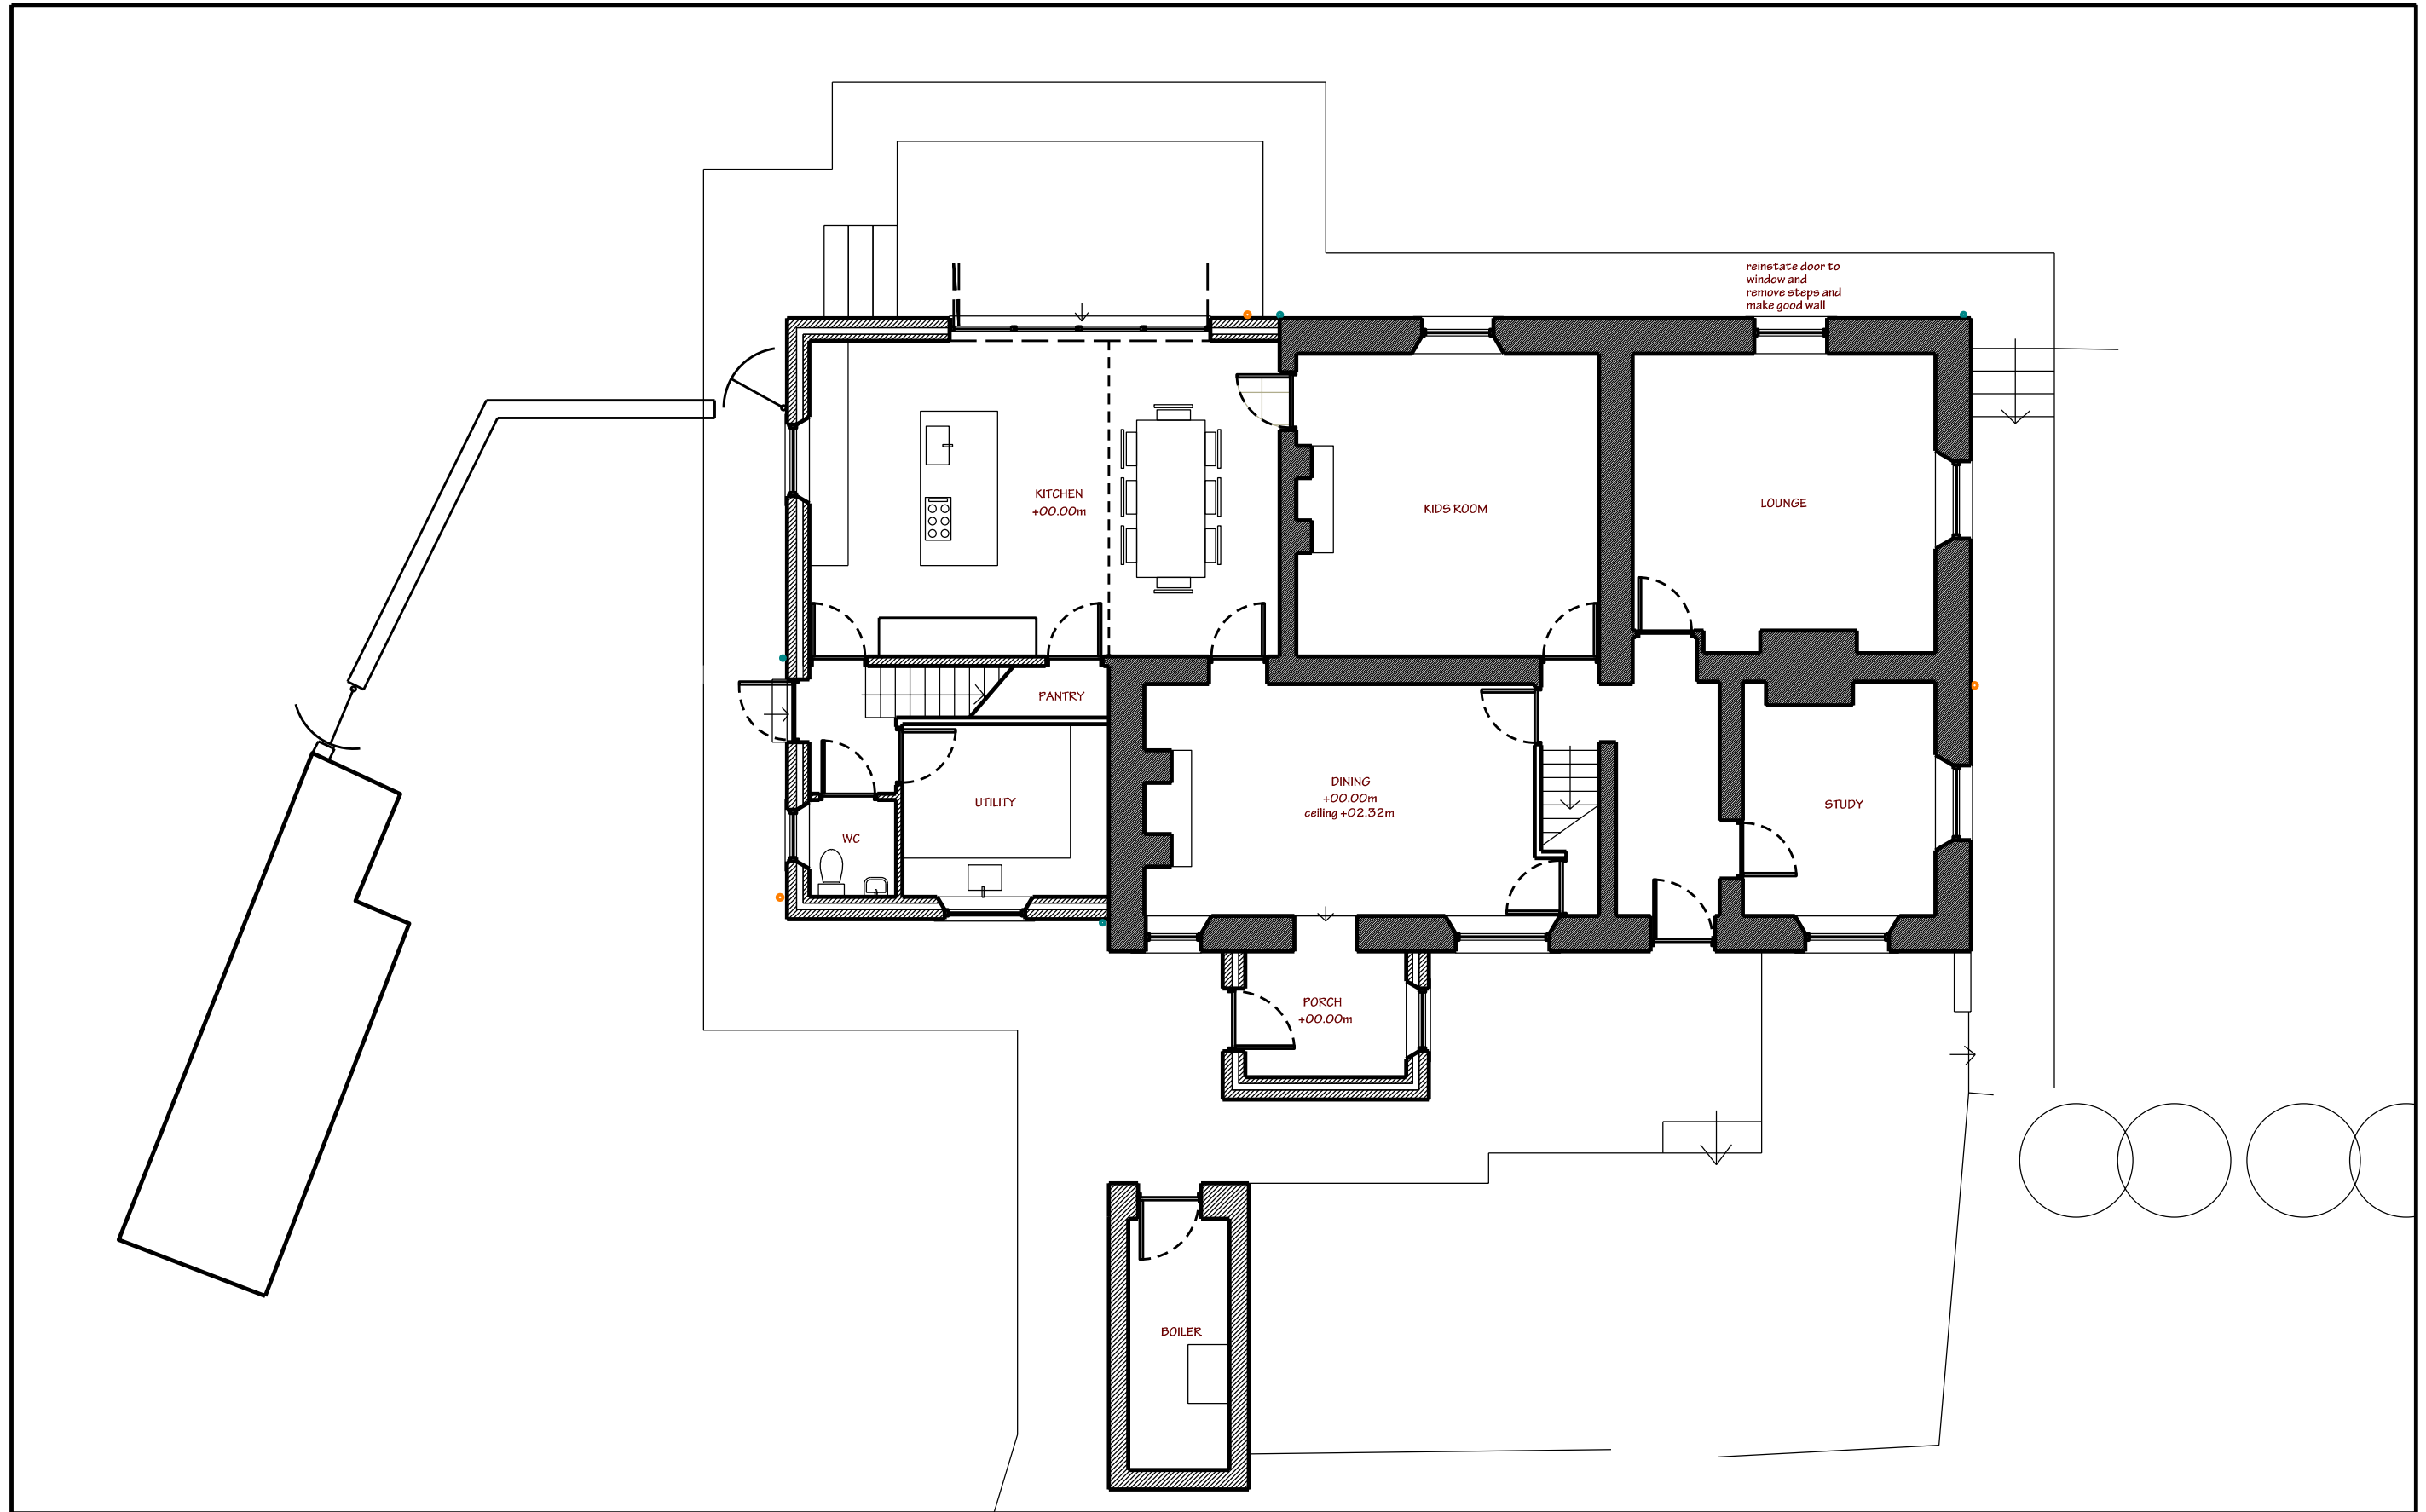 reinstate door to
window and
remove steps and
make good wall
KITCHEN
+00.00m
KIDS ROOM
LOUNGE
PANTRY
DINING
+00.00m
ceiling +02.32m
UTILITY
STUDY
WC
PORCH
+00.00m
BOILER